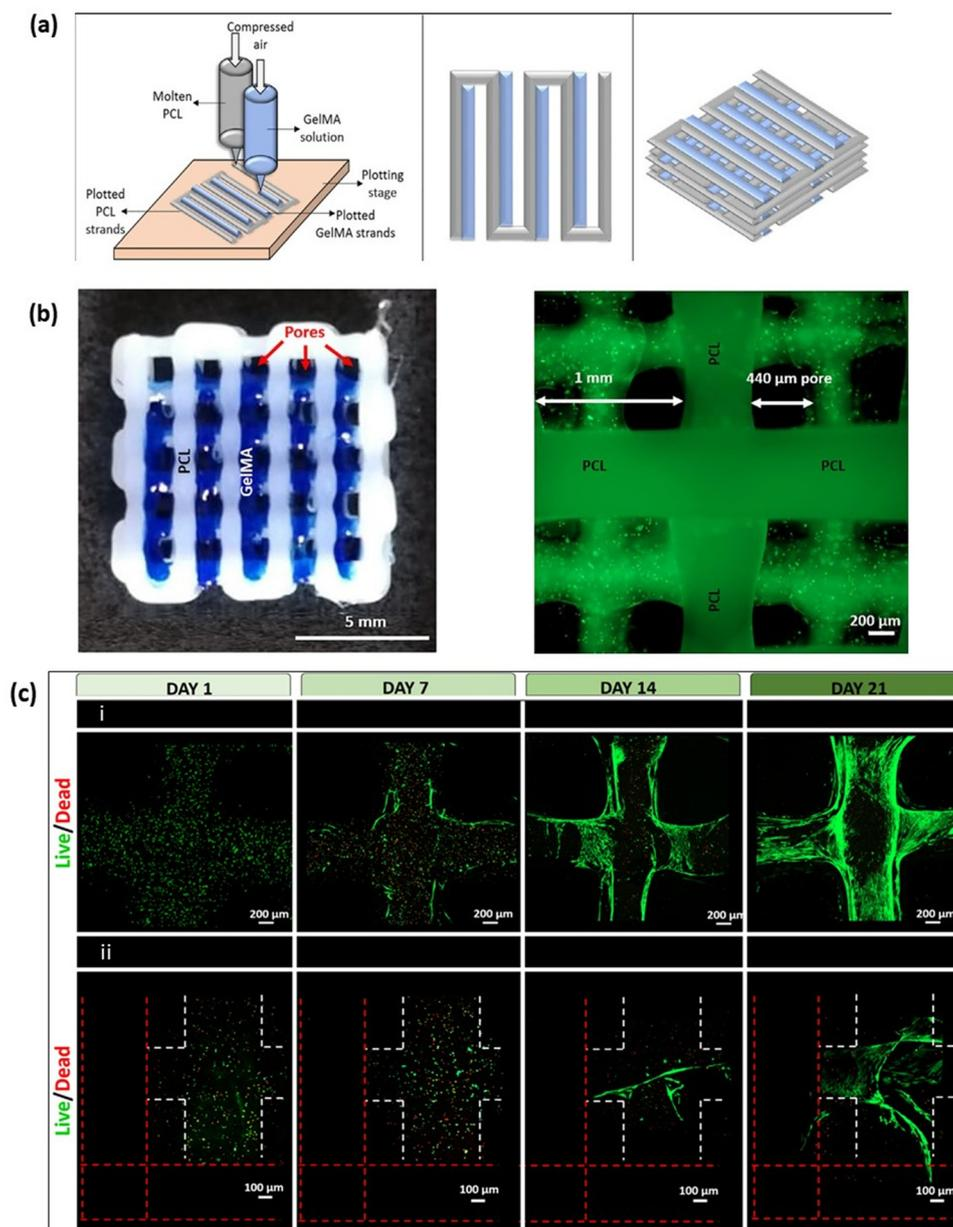 (a)
Compressed
air
Molten
PCL
GelMA
solution
Plotting
stage
Plotted
PCL
strands
Plotted
GelMA strands
(b)
Pores
PCL
GelMA
5 mm
PCL
1 mm
440 µm pore
PCL
PCL
PCL
200 µm
(c)
DAY 1
DAY 7
DAY 14
DAY 21
i
Live/Dead
200 µm
200 µm
200 µm
200 µm
ii
Live/Dead
100 µm
100 µm
100 µm
100 µm